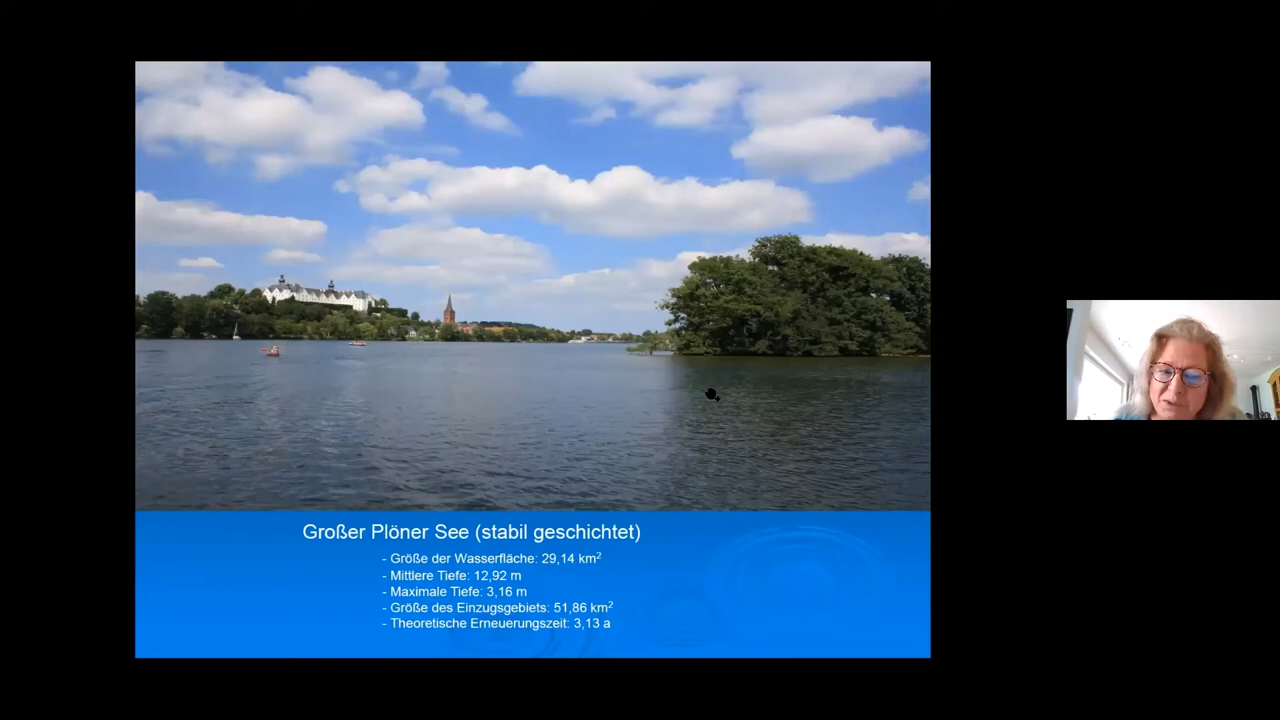 Großer Plöner See (stabil geschichtet)
- Größe der Wasserfläche: 29,14 km²
- Mittlere Tiefe: 12,92 m
- Maximale Tiefe: 3,16 m
- Größe des Einzugsgebiets: 51,86 km²
- Theoretische Erneuerungszeit: 3,13 a